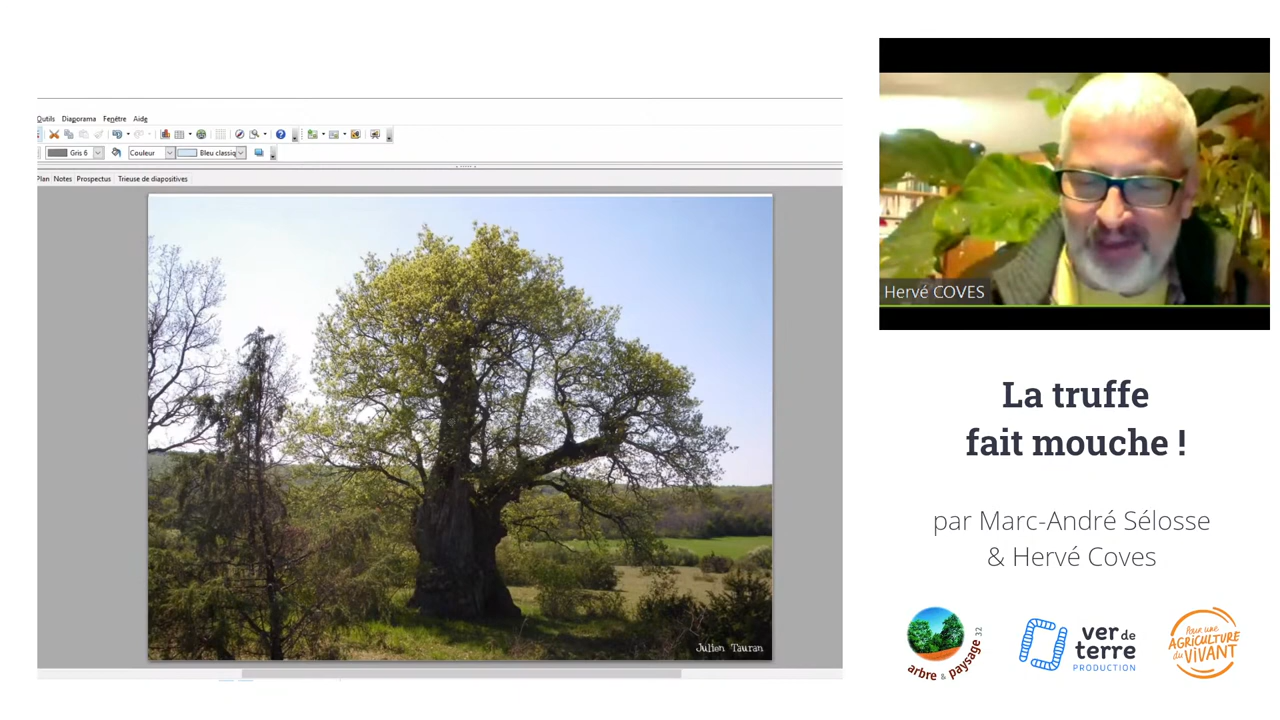 Outils Diaporama Fenêtre Aide
Gris 6 Couleur Bleu classiq
Plan Notes Prospectus Trieuse de diapositives
Julien Tauran
Hervé COVES
La truffe
fait mouche !
par Marc-André Sélosse
& Hervé Coves
arbre & paysage 32
ver de
terre
PRODUCTION
Pour une
AGRICULTURE
du ViVANT